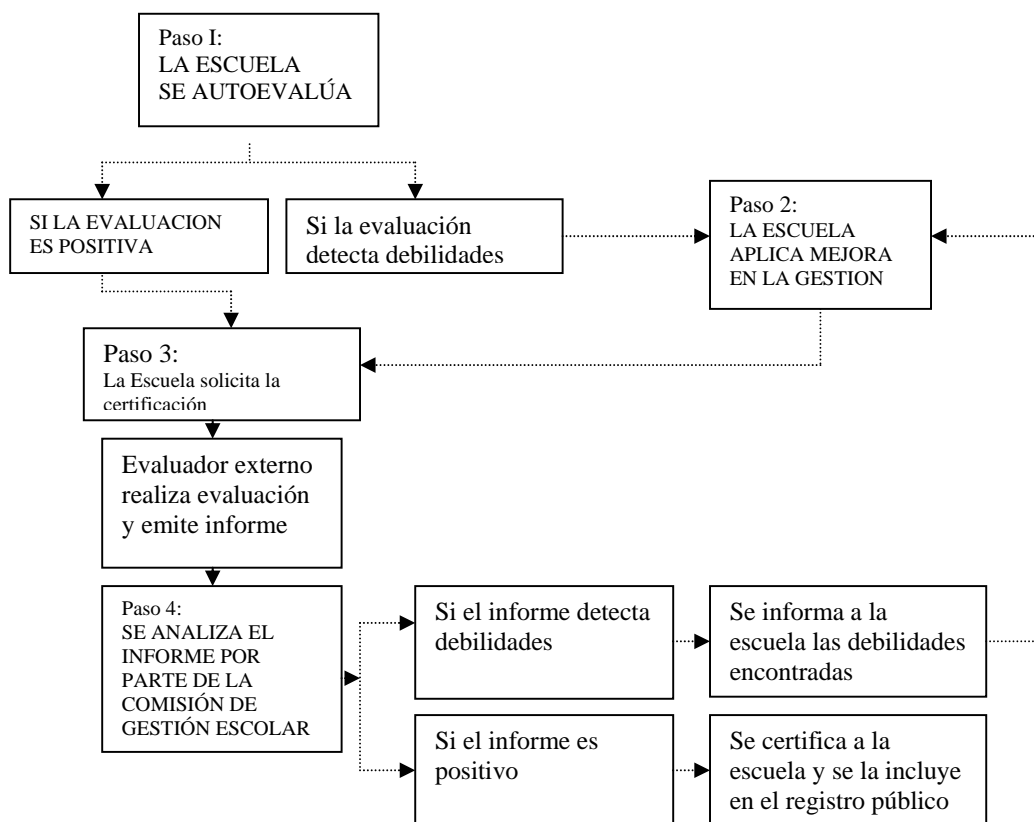 Paso I:
LA ESCUELA
SE AUTOEVALÚA
SI LA EVALUACION
ES POSITIVA
Si la evaluación
detecta debilidades
Paso 2:
LA ESCUELA
APLICA MEJORA
EN LA GESTION
Paso 3:
La Escuela solicita la
certificación
Evaluador externo
realiza evaluación
y emite informe
Paso 4:
SE ANALIZA EL
INFORME POR
PARTE DE LA
COMISIÓN DE
GESTIÓN ESCOLAR
Si el informe detecta
debilidades
Se informa a la
escuela las debilidades
encontradas
Si el informe es
positivo
Se certifica a la
escuela y se la incluye
en el registro público